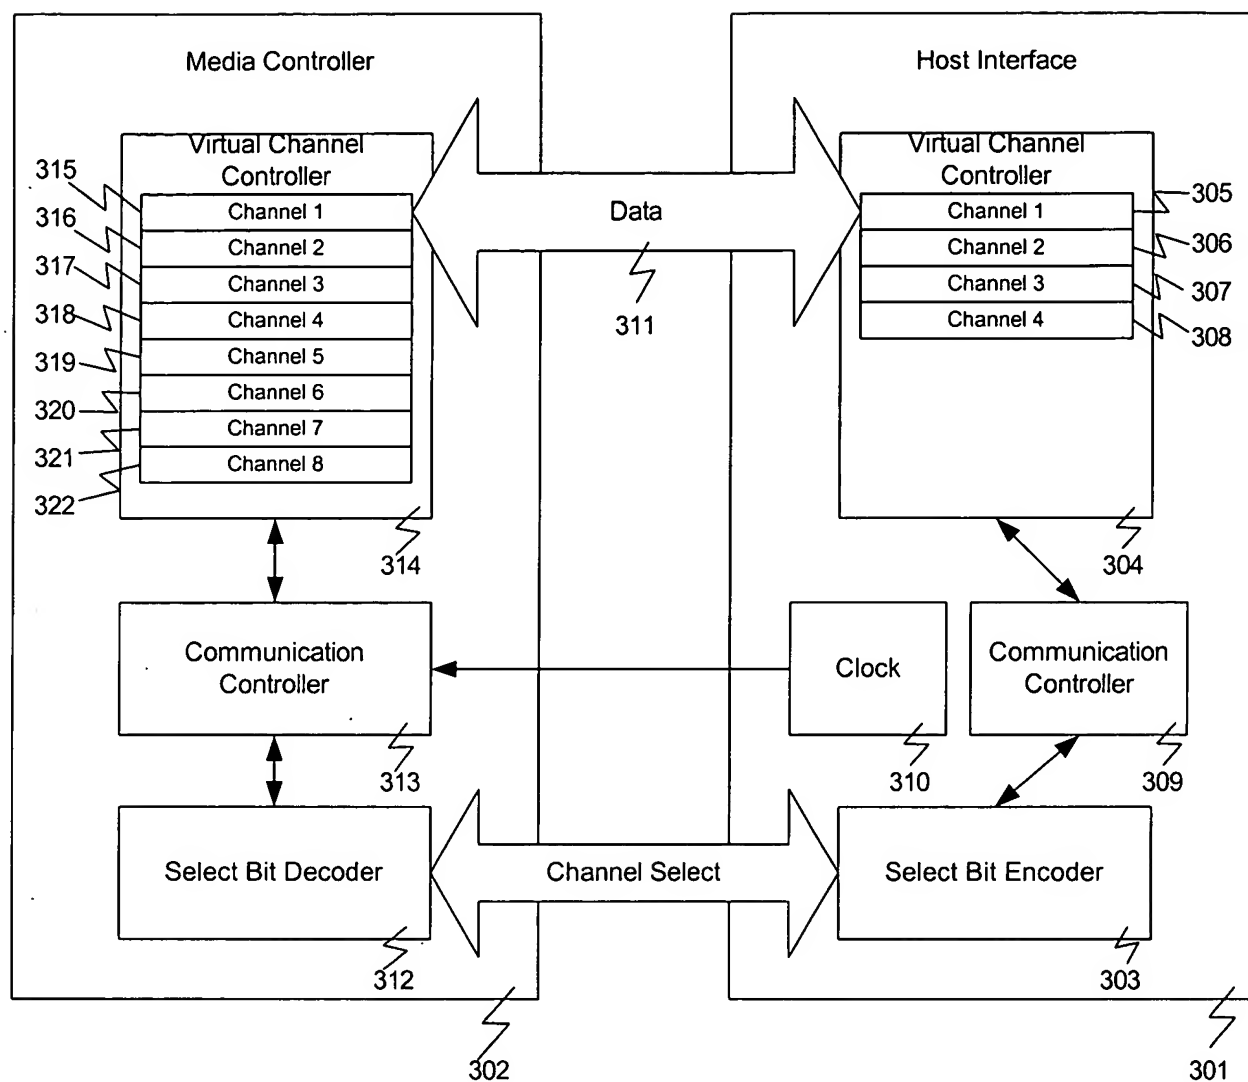 Media Controller
Host Interface
Virtual Channel
Controller
Virtual Channel
Controller
315
316
317
318
319
320
321
322
Channel 1
Channel 2
Channel 3
Channel 4
Channel 5
Channel 6
Channel 7
Channel 8
Data
311
Channel 1
Channel 2
Channel 3
Channel 4
305
306
307
308
314
304
Communication
Controller
Clock
Communication
Controller
313
310
309
Select Bit Decoder
Channel Select
Select Bit Encoder
312
303
302
301